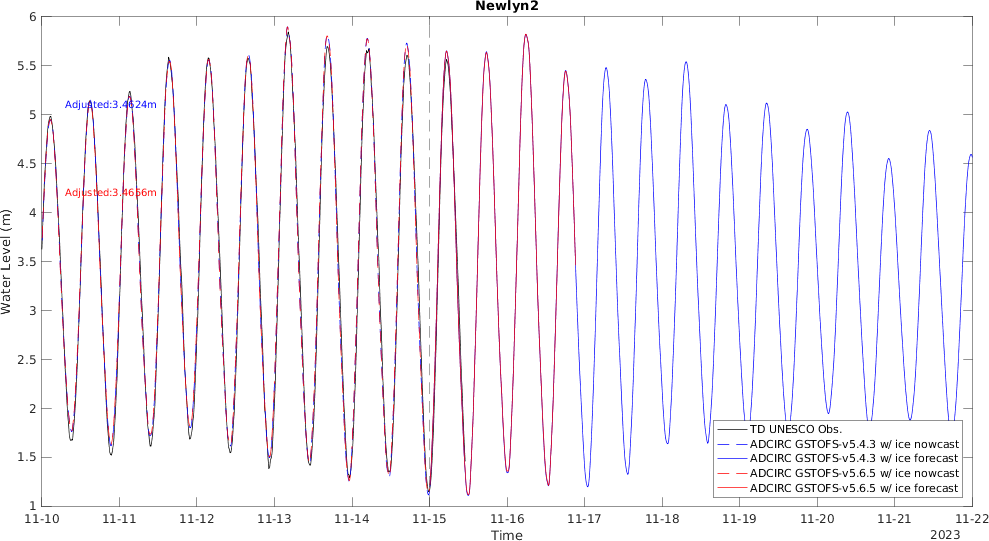 Newlyn2
6
5.5
5
4.5
4
3.5
3
2.5
2
1.5
1
Water Level (m)
Adjusted:3.4624m
Adjusted:3.4656m
TD UNESCO Obs.
ADCIRC GSTOFS-v5.4.3 w/ ice nowcast
ADCIRC GSTOFS-v5.4.3 w/ ice forecast
ADCIRC GSTOFS-v5.6.5 w/ ice nowcast
ADCIRC GSTOFS-v5.6.5 w/ ice forecast
11-10 11-11 11-12 11-13 11-14 11-15 11-16 11-17 11-18 11-19 11-20 11-21 11-22
Time
2023